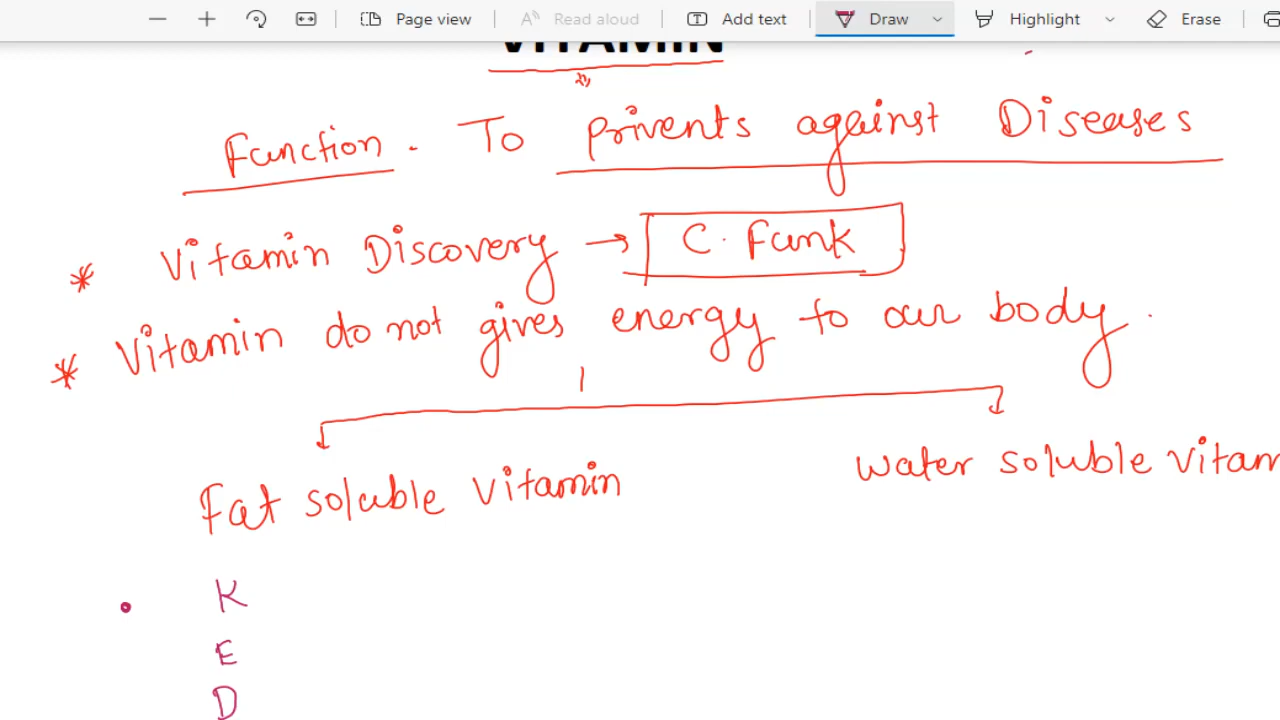 Page view
Read aloud
Add text
Draw
Highlight
Erase
VITAMIN
Function. To Privents against Diseases
* Vitamin Discovery → C. Funk
* Vitamin do not gives energy to our body.
Fat soluble Vitamin
Water soluble vitam
K
E
D